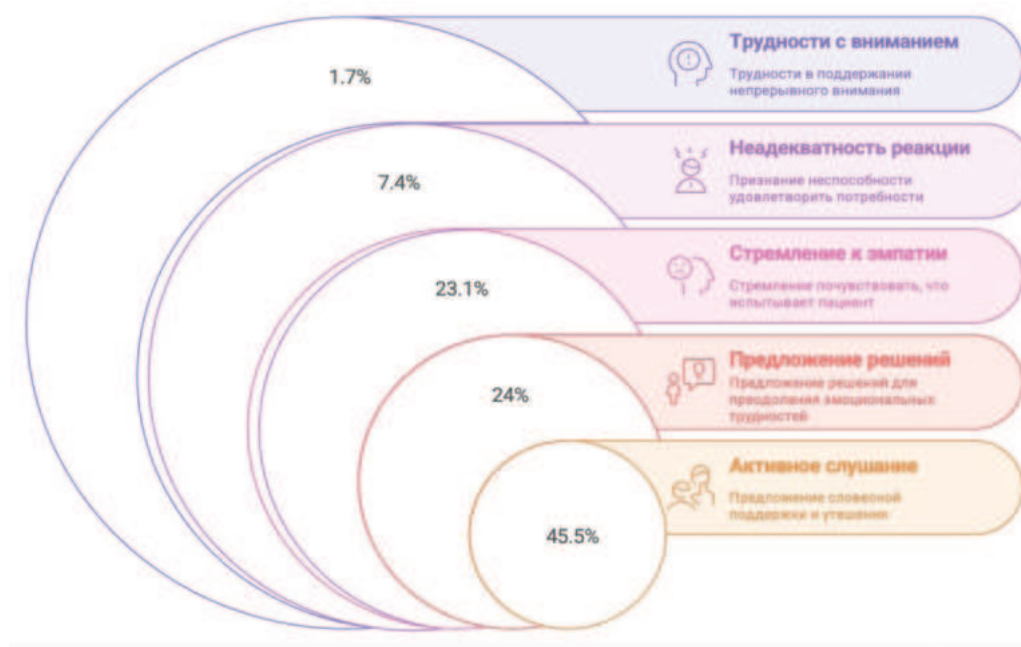 1.7%
Трудности с вниманием
Трудности в поддержании
непрерывного внимания
7.4%
Неадекватность реакции
Признание неспособности
удовлетворить потребности
23.1%
Стремление к эмпатии
Стремление почувствовать, что
испытывает пациент
24%
Предложение решений
Предложение решений для
преодоления эмоциональных
трудностей
45.5%
Активное слушание
Предложение словесной
поддержки и утешения